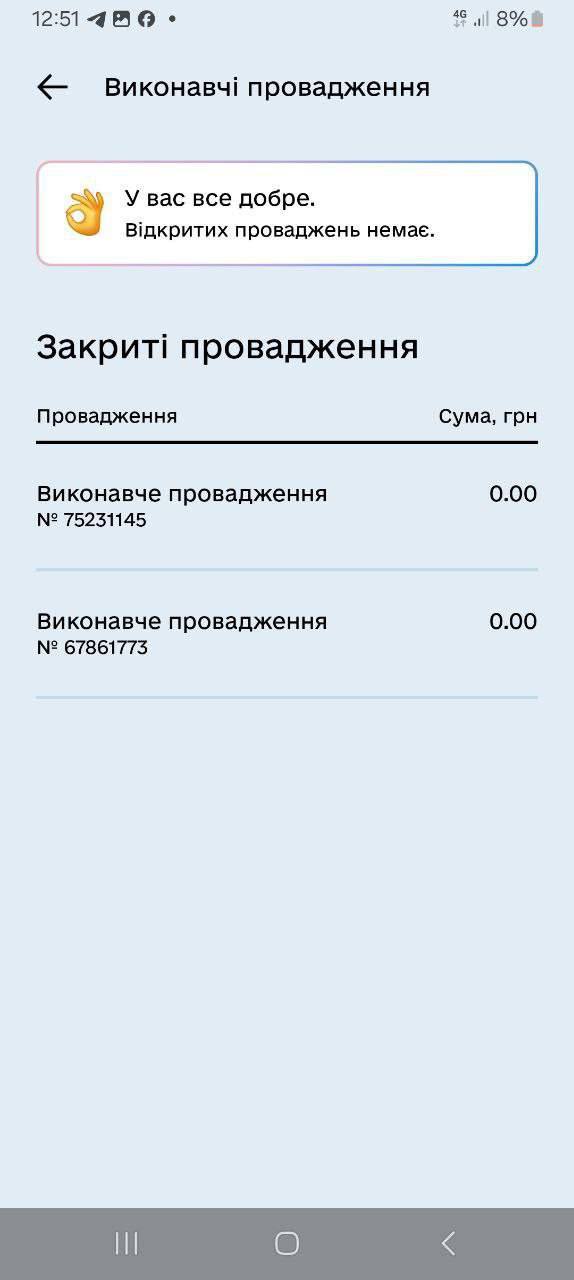 12:51
4G 8%
Виконавчі провадження
У вас все добре.
Відкритих проваджень немає.
Закриті провадження
Провадження Сума, грн
Виконавче провадження 0.00
№ 75231145
Виконавче провадження 0.00
№ 67861773